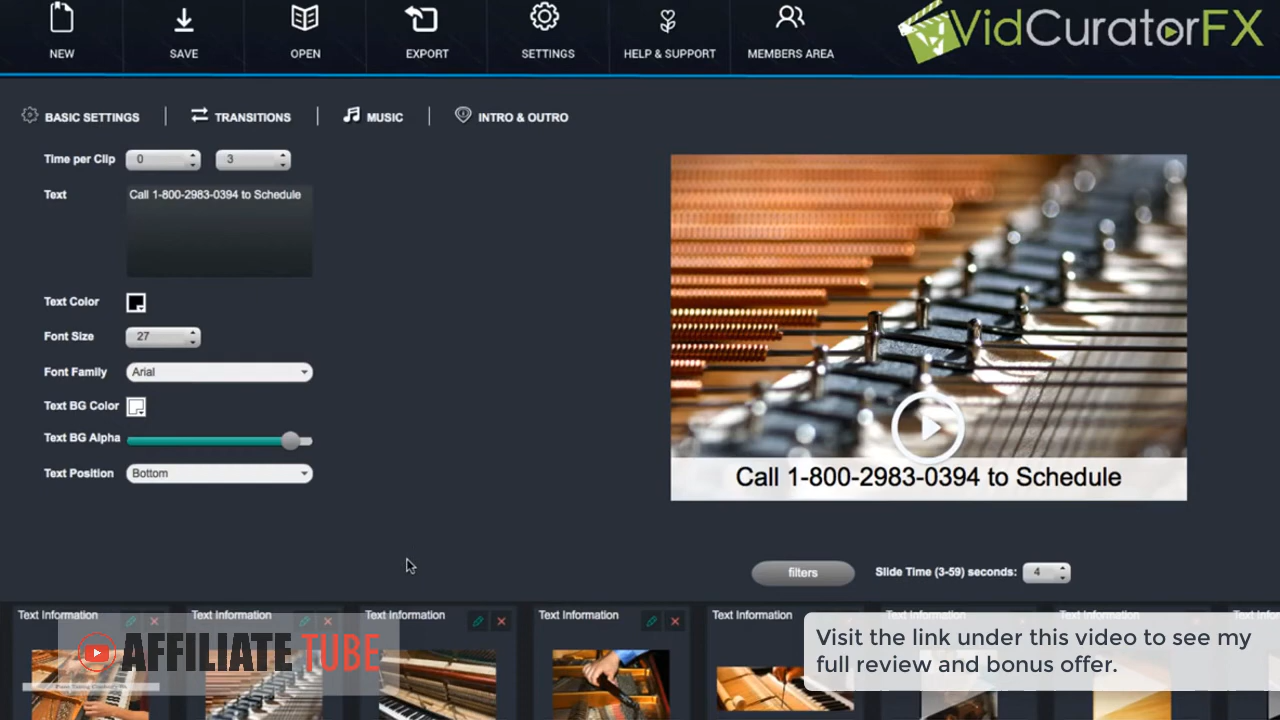 NEW
SAVE
OPEN
EXPORT
SETTINGS
HELP & SUPPORT
MEMBERS AREA
VidCuratorFX
BASIC SETTINGS
TRANSITIONS
MUSIC
INTRO & OUTRO
Time per Clip
0
3
Text
Call 1-800-2983-0394 to Schedule
Text Color
Font Size
27
Font Family
Arial
Text BG Color
Text BG Alpha
Text Position
Bottom
Call 1-800-2983-0394 to Schedule
filters
Slide Time (3-59) seconds:
4
Text Information
Text Information
Text Information
Text Information
Text Information
AFFILIATE TUBE
Visit the link under this video to see my
full review and bonus offer.